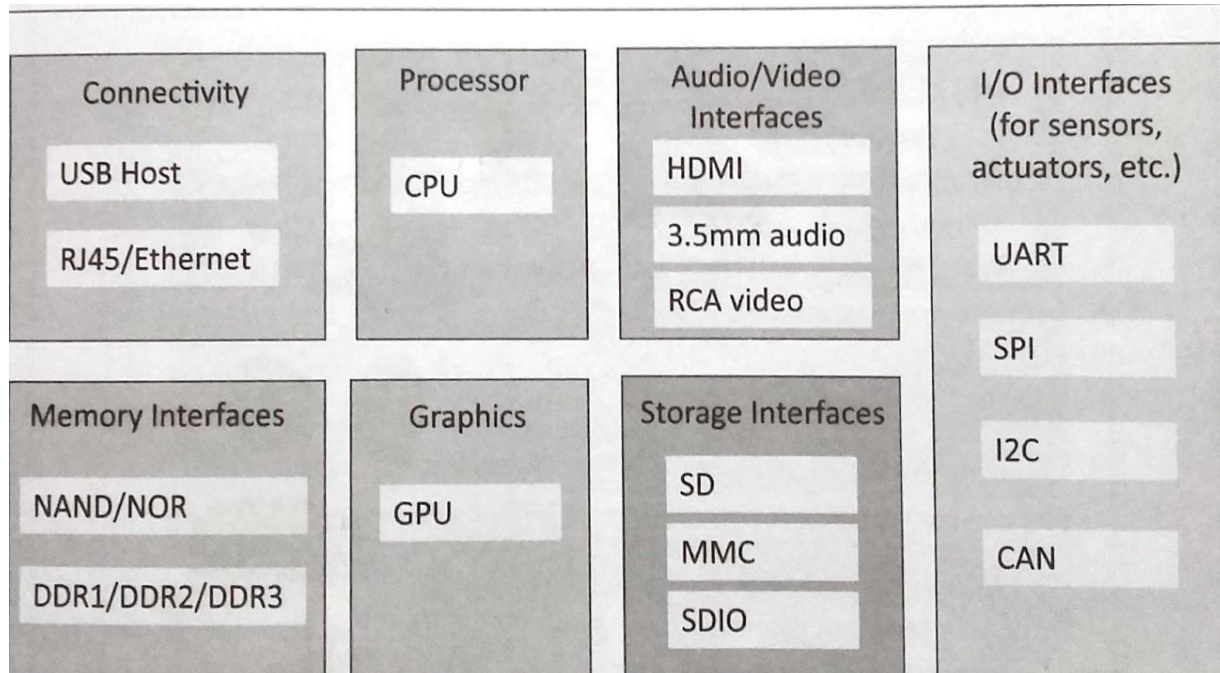 Connectivity
USB Host
RJ45/Ethernet
Processor
CPU
Audio/Video
Interfaces
HDMI
3.5mm audio
RCA video
I/O Interfaces
(for sensors,
actuators, etc.)
UART
SPI
I2C
CAN
Memory Interfaces
NAND/NOR
DDR1/DDR2/DDR3
Graphics
GPU
Storage Interfaces
SD
MMC
SDIO